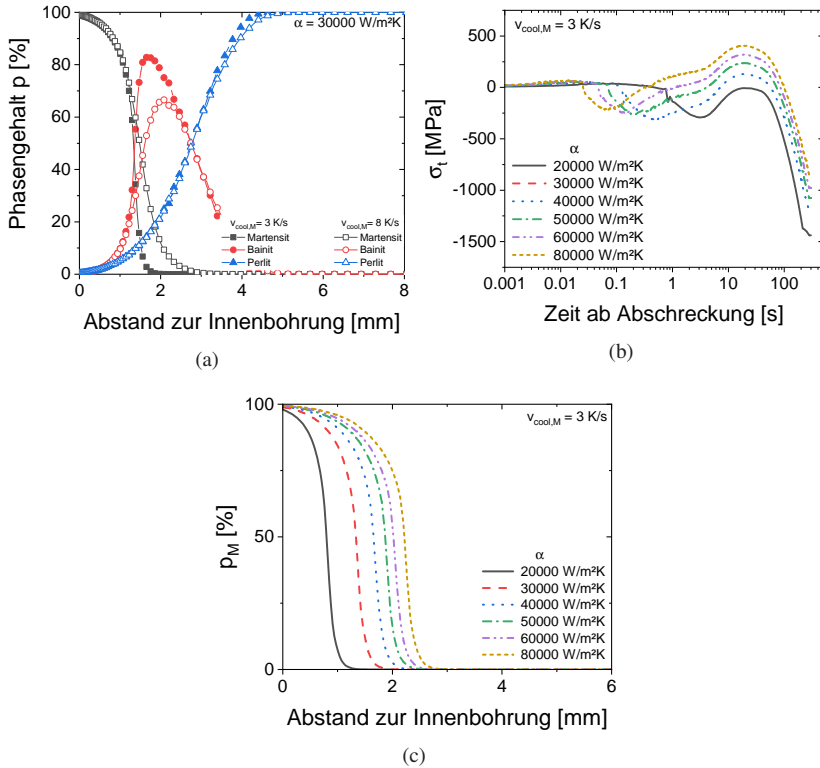 α = 30000 W/m²K
Phasengehalt p [%]
100
80
60
40
20
0
v_cool,M = 3 K/s
Martensit
Bainit
Perlit
v_cool,M = 8 K/s
Martensit
Bainit
Perlit
0 2 4 6 8
Abstand zur Innenbohrung [mm]
(a)
v_cool,M = 3 K/s
σ_t [MPa]
500
0
-500
-1000
-1500
α
20000 W/m²K
30000 W/m²K
40000 W/m²K
50000 W/m²K
60000 W/m²K
80000 W/m²K
0.001 0.01 0.1 1 10 100
Zeit ab Abschreckung [s]
(b)
v_cool,M = 3 K/s
p_M [%]
100
50
0
α
20000 W/m²K
30000 W/m²K
40000 W/m²K
50000 W/m²K
60000 W/m²K
80000 W/m²K
0 2 4 6
Abstand zur Innenbohrung [mm]
(c)